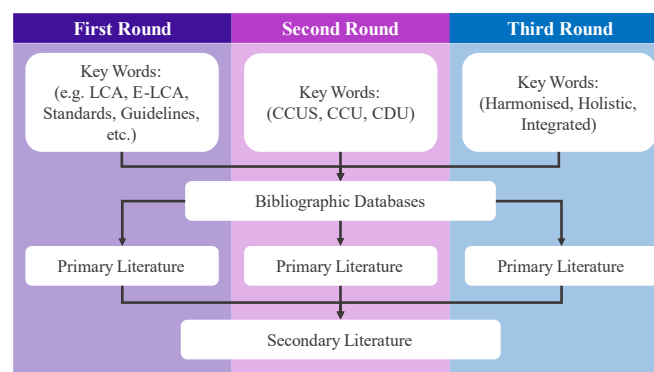 First Round
Second Round
Third Round
Key Words:
(e.g. LCA, E-LCA,
Standards, Guidelines,
etc.)
Key Words:
(CCUS, CCU, CDU)
Key Words:
(Harmonised, Holistic,
Integrated)
Bibliographic Databases
Primary Literature
Primary Literature
Primary Literature
Secondary Literature